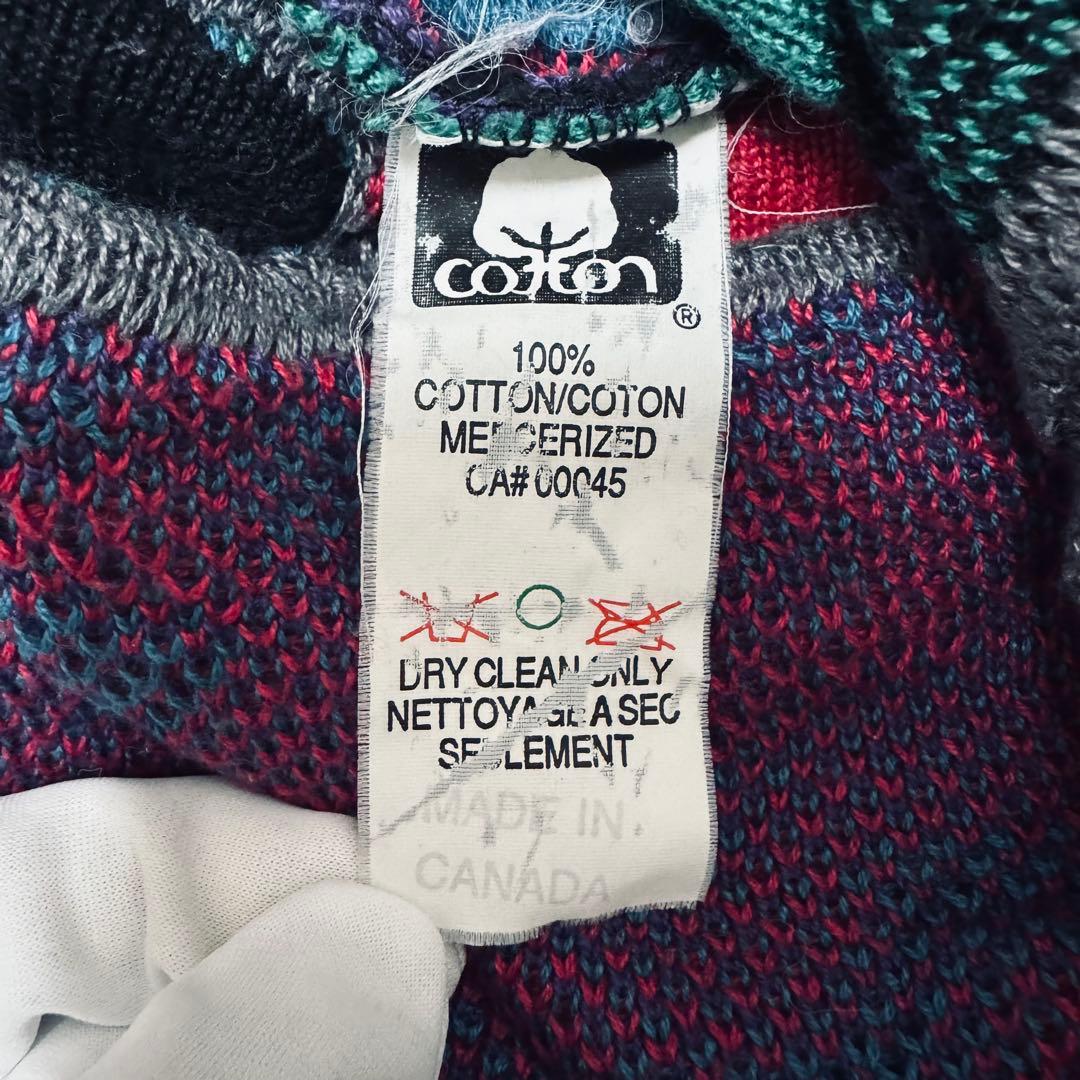 cotton
®
100%
COTTON/COTON
MERCERIZED
CA# 00045
DRY CLEAN ONLY
NETTOYAGE A SEC
SEULEMENT
MADE IN
CANADA